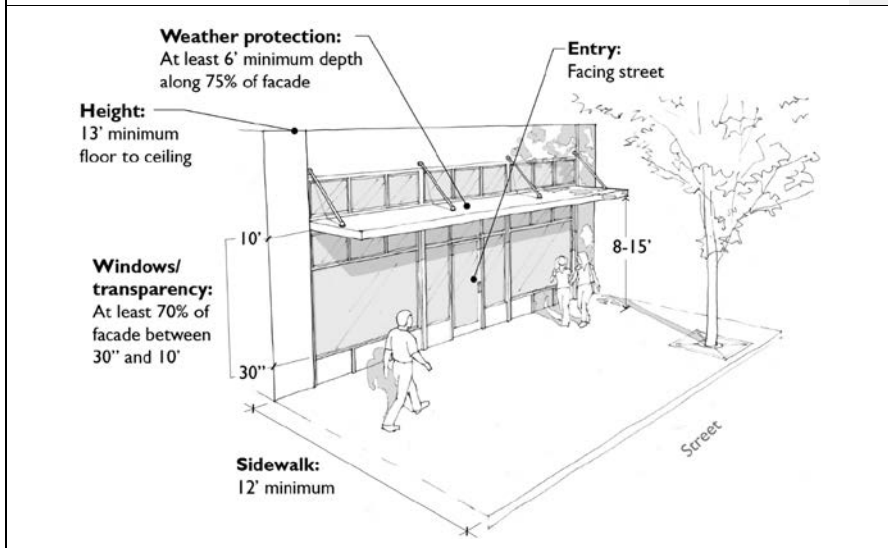 Weather protection:
At least 6’ minimum depth
along 75% of facade
Entry:
Facing street
Height:
13’ minimum
floor to ceiling
10’
8-15’
Windows/
transparency:
At least 70% of
facade between
30” and 10’
30”
Sidewalk:
12’ minimum
Street